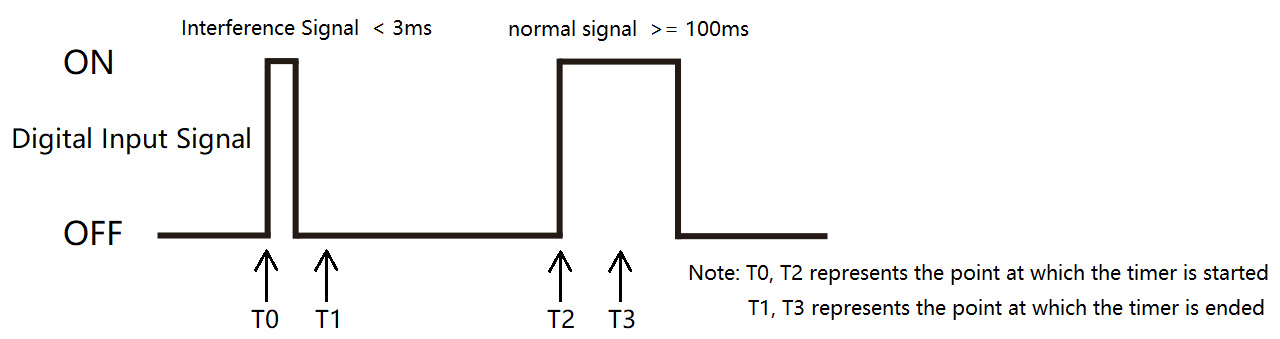 Interference Signal < 3ms
normal signal >= 100ms
ON
Digital Input Signal
OFF
T0
T1
T2
T3
Note: T0, T2 represents the point at which the timer is started
T1, T3 represents the point at which the timer is ended